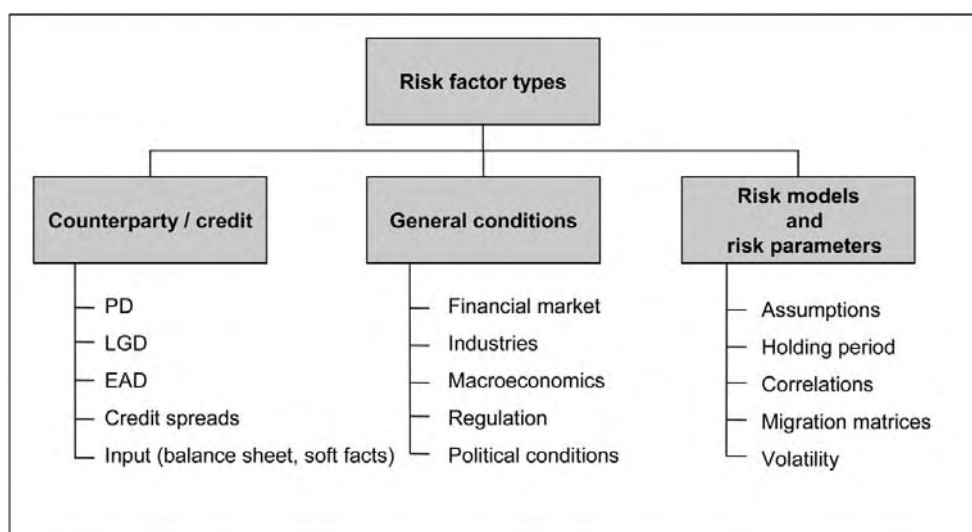 Risk factor types
Counterparty / credit
PD
LGD
EAD
Credit spreads
Input (balance sheet, soft facts)
General conditions
Financial market
Industries
Macroeconomics
Regulation
Political conditions
Risk models
and
risk parameters
Assumptions
Holding period
Correlations
Migration matrices
Volatility